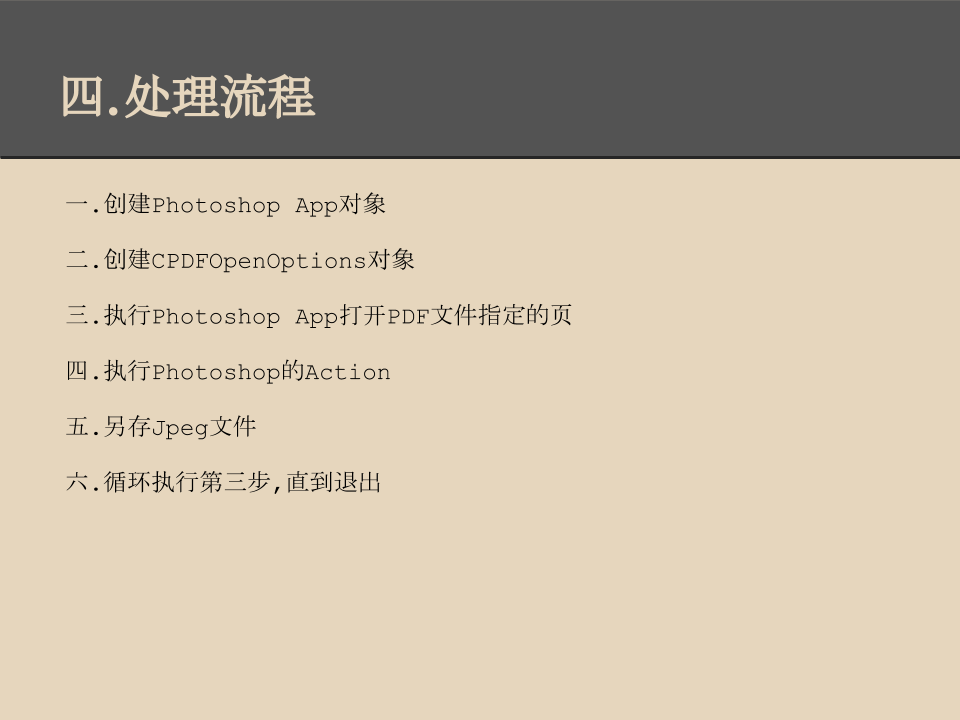 四.处理流程
一.创建Photoshop App对象
二.创建CPDFOpenOptions对象
三.执行Photoshop App打开PDF文件指定的页
四.执行Photoshop的Action
五.另存Jpeg文件
六.循环执行第三步,直到退出